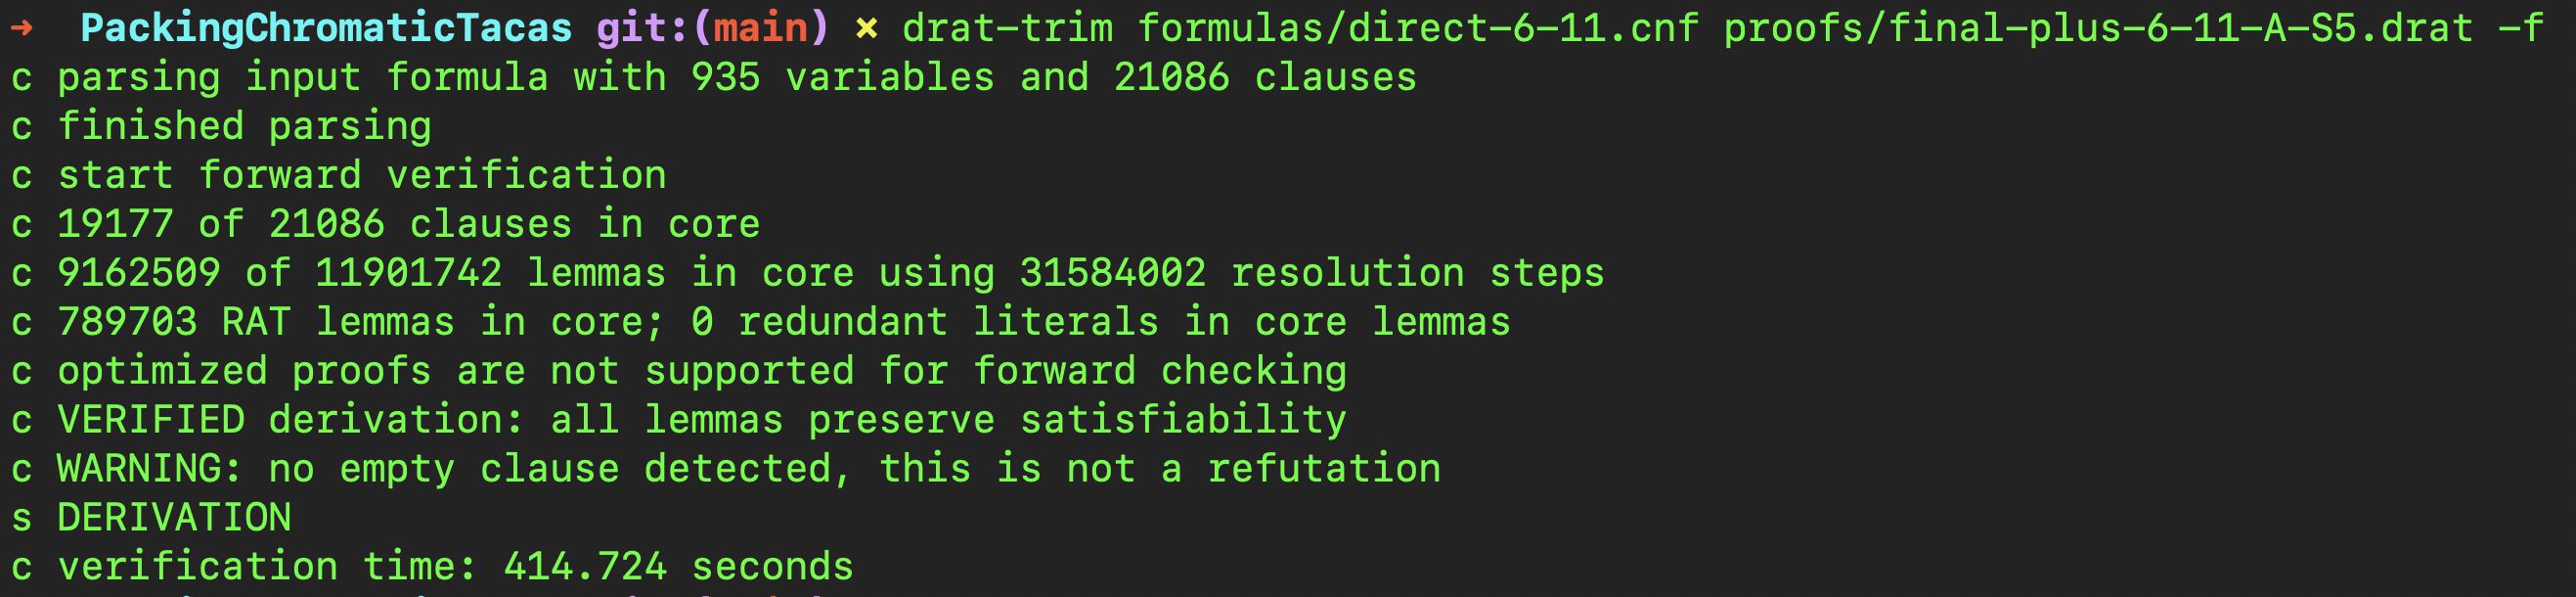 ➜  PackingChromaticTacas git:(main) ✗ drat-trim formulas/direct-6-11.cnf proofs/final-plus-6-11-A-S5.drat -f
c parsing input formula with 935 variables and 21086 clauses
c finished parsing
c start forward verification
c 19177 of 21086 clauses in core
c 9162509 of 11901742 lemmas in core using 31584002 resolution steps
c 789703 RAT lemmas in core; 0 redundant literals in core lemmas
c optimized proofs are not supported for forward checking
c VERIFIED derivation: all lemmas preserve satisfiability
c WARNING: no empty clause detected, this is not a refutation
s DERIVATION
c verification time: 414.724 seconds